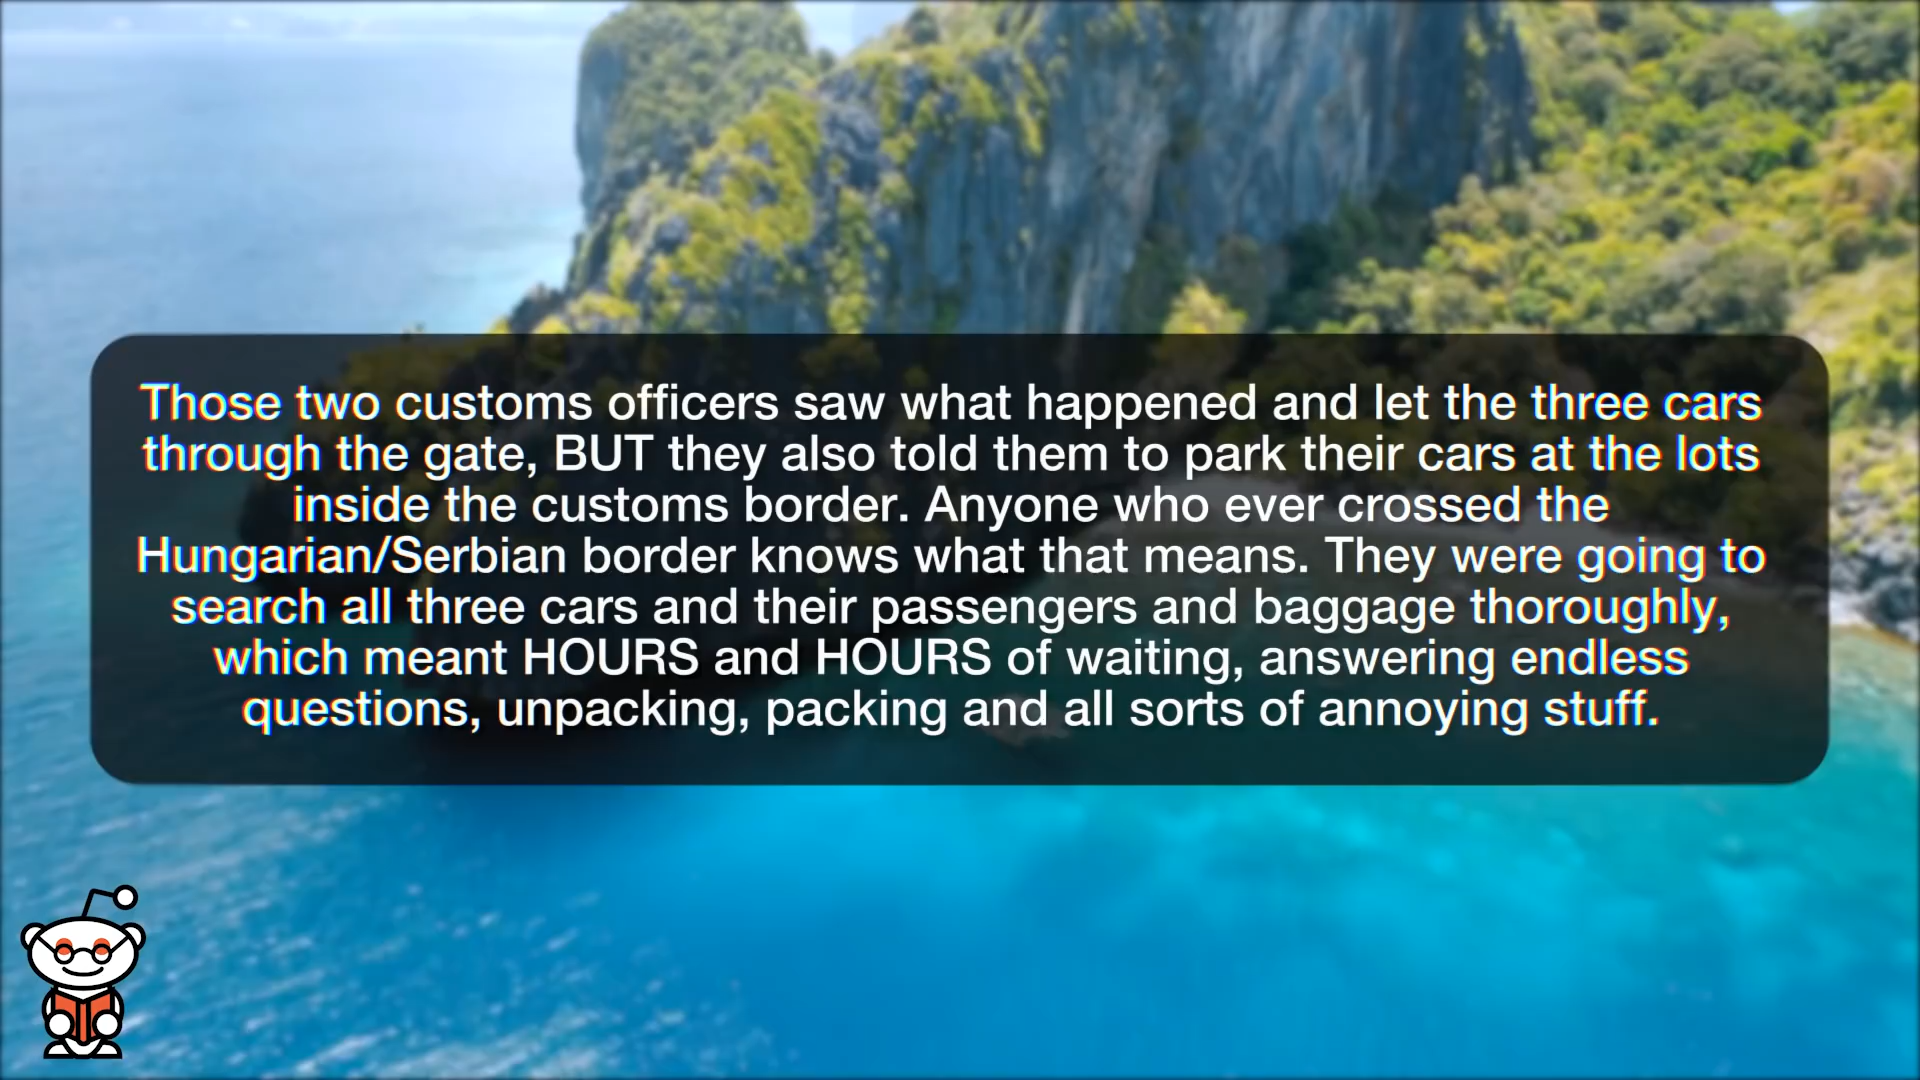 Those two customs officers saw what happened and let the three cars
through the gate, BUT they also told them to park their cars at the lots
inside the customs border. Anyone who ever crossed the
Hungarian/Serbian border knows what that means. They were going to
search all three cars and their passengers and baggage thoroughly,
which meant HOURS and HOURS of waiting, answering endless
questions, unpacking, packing and all sorts of annoying stuff.